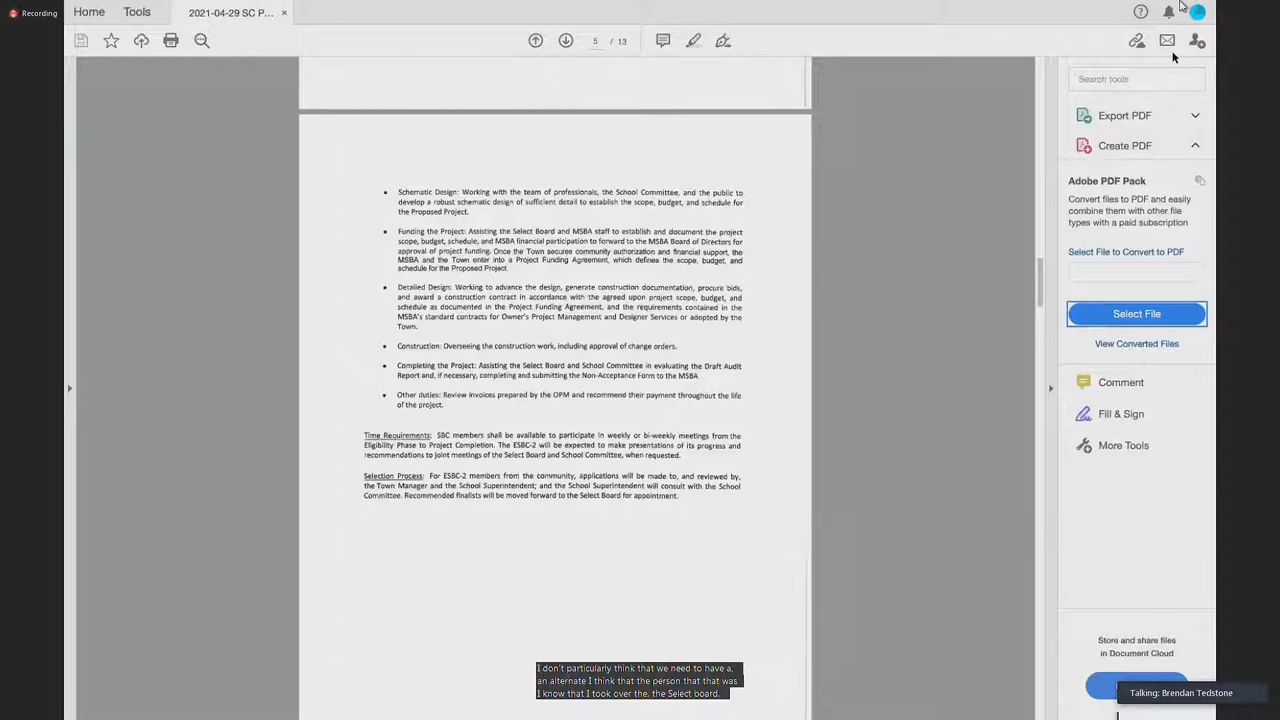 Recording
Home
Tools
2021-04-29 SC P...
×
5 / 13
Search tools
Export PDF
Create PDF
Adobe PDF Pack
Convert files to PDF and easily
combine them with other file
types with a paid subscription
Select File to Convert to PDF
Select File
View Converted Files
Comment
Fill & Sign
More Tools
Store and share files
in Document Cloud
• Schematic Design: Working with the team of professionals, the School Committee, and the public to
develop a robust schematic design of sufficient detail to establish the scope, budget, and schedule for
the Proposed Project.
• Funding the Project: Assisting the Select Board and MSBA staff to establish and document the project
scope, budget, schedule, and MSBA financial participation to forward to the MSBA Board of Directors for
approval of project funding. Once the Town secures community authorization and financial support, the
MSBA and the Town enter into a Project Funding Agreement, which defines the scope, budget, and
schedule for the Proposed Project.
• Detailed Design: Working to advance the design, generate construction documentation, procure bids,
and award a construction contract in accordance with the agreed upon project scope, budget, and
schedule as documented in the Project Funding Agreement, and the requirements contained in the
MSBA's standard contracts for Owner's Project Management and Designer Services or adopted by the
Town.
• Construction: Overseeing the construction work, including approval of change orders.
• Completing the Project: Assisting the Select Board and School Committee in evaluating the Draft Audit
Report and, if necessary, completing and submitting the Non-Acceptance Form to the MSBA
• Other duties: Review invoices prepared by the OPM and recommend their payment throughout the life
of the project.
Time Requirements: SBC members shall be available to participate in weekly or bi-weekly meetings from the
Eligibility Phase to Project Completion. The ESBC-2 will be expected to make presentations of its progress and
recommendations to joint meetings of the Select Board and School Committee, when requested.
Selection Process: For ESBC-2 members from the community, applications will be made to, and reviewed by,
the Town Manager and the School Superintendent; and the School Superintendent will consult with the School
Committee. Recommended finalists will be moved forward to the Select Board for appointment.
I don't particularly think that we need to have a,
an alternate I think that the person that that was
I know that I took over the, the Select board.
Talking: Brendan Tedstone